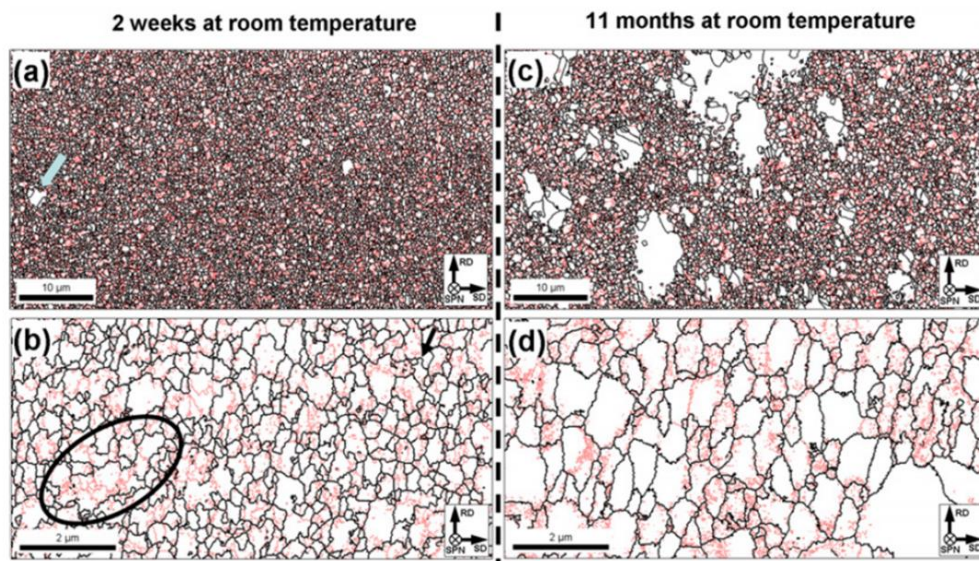 2 weeks at room temperature
11 months at room temperature
(a)
(c)
10 µm
RD
SPN
SD
10 µm
RD
SPN
SD
(b)
(d)
2 µm
RD
SPN
SD
2 µm
RD
SPN
SD